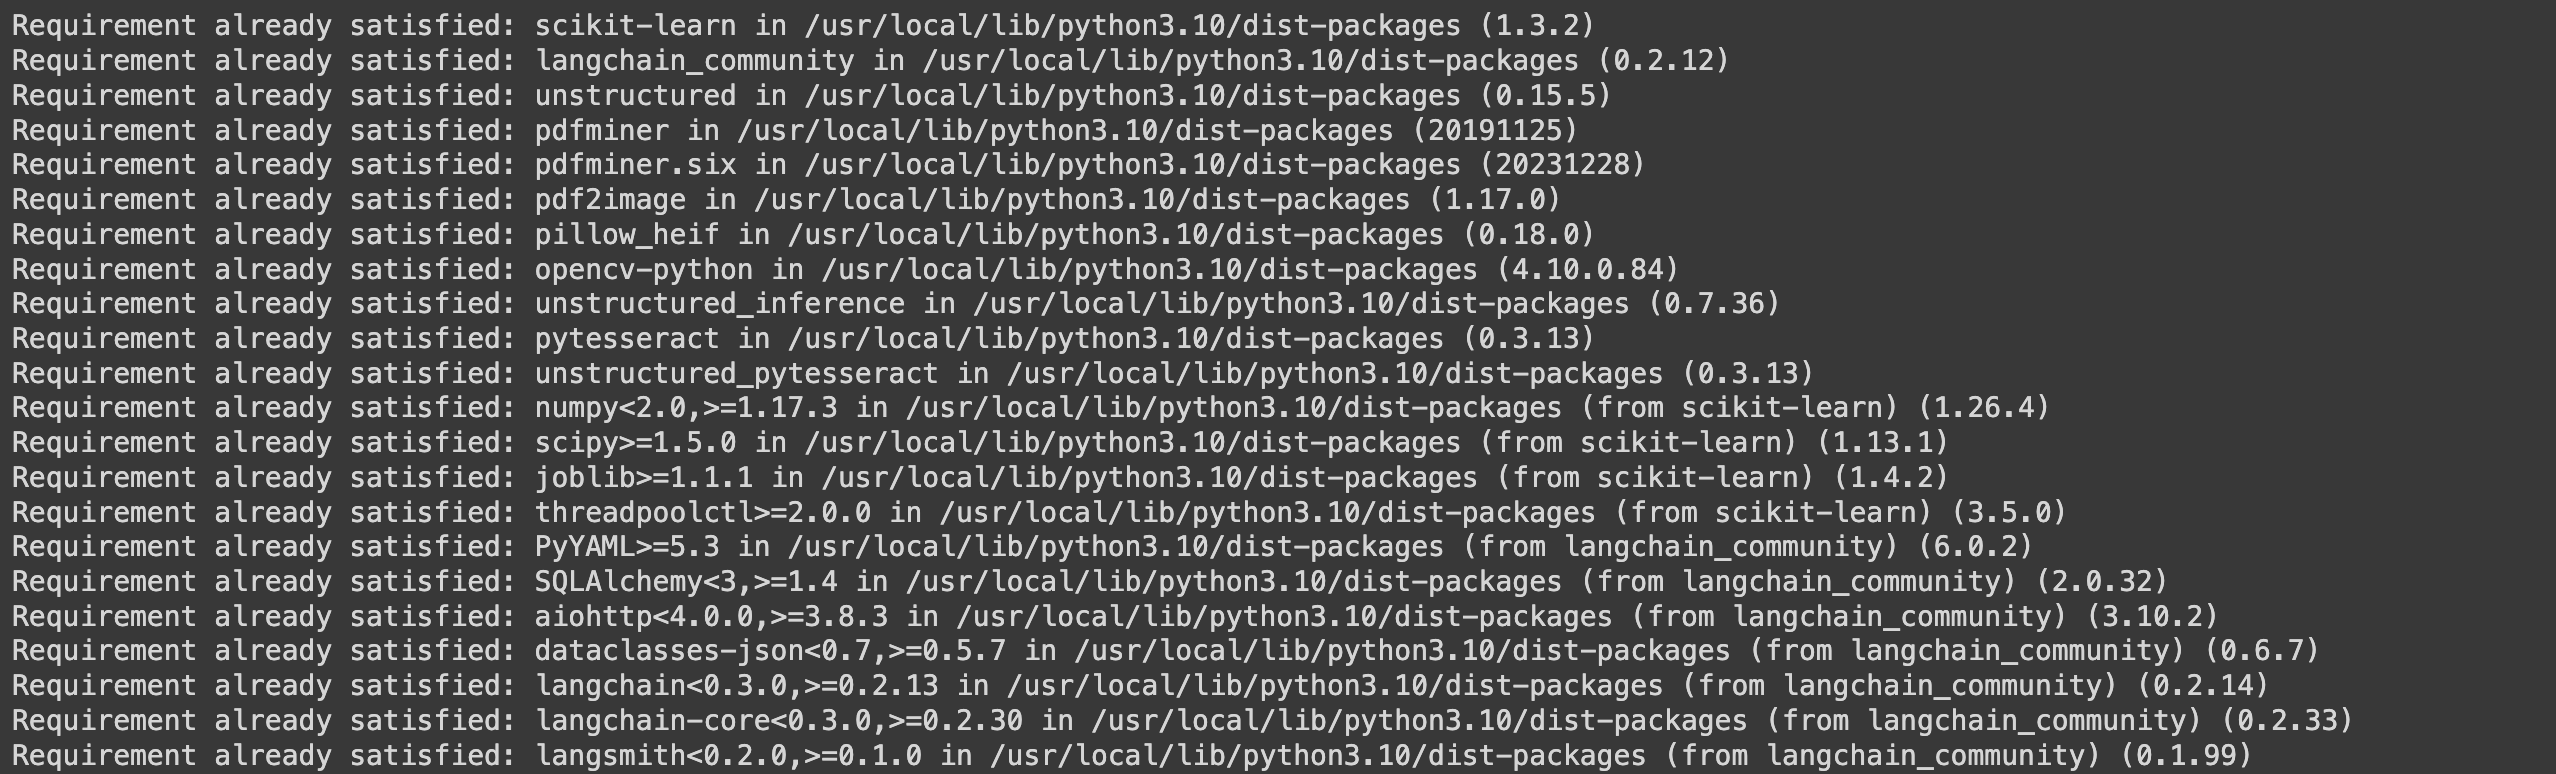 Requirement already satisfied: scikit-learn in /usr/local/lib/python3.10/dist-packages (1.3.2)
Requirement already satisfied: langchain_community in /usr/local/lib/python3.10/dist-packages (0.2.12)
Requirement already satisfied: unstructured in /usr/local/lib/python3.10/dist-packages (0.15.5)
Requirement already satisfied: pdfminer in /usr/local/lib/python3.10/dist-packages (20191125)
Requirement already satisfied: pdfminer.six in /usr/local/lib/python3.10/dist-packages (20231228)
Requirement already satisfied: pdf2image in /usr/local/lib/python3.10/dist-packages (1.17.0)
Requirement already satisfied: pillow_heif in /usr/local/lib/python3.10/dist-packages (0.18.0)
Requirement already satisfied: opencv-python in /usr/local/lib/python3.10/dist-packages (4.10.0.84)
Requirement already satisfied: unstructured_inference in /usr/local/lib/python3.10/dist-packages (0.7.36)
Requirement already satisfied: pytesseract in /usr/local/lib/python3.10/dist-packages (0.3.13)
Requirement already satisfied: unstructured_pytesseract in /usr/local/lib/python3.10/dist-packages (0.3.13)
Requirement already satisfied: numpy<2.0,>=1.17.3 in /usr/local/lib/python3.10/dist-packages (from scikit-learn) (1.26.4)
Requirement already satisfied: scipy>=1.5.0 in /usr/local/lib/python3.10/dist-packages (from scikit-learn) (1.13.1)
Requirement already satisfied: joblib>=1.1.1 in /usr/local/lib/python3.10/dist-packages (from scikit-learn) (1.4.2)
Requirement already satisfied: threadpoolctl>=2.0.0 in /usr/local/lib/python3.10/dist-packages (from scikit-learn) (3.5.0)
Requirement already satisfied: PyYAML>=5.3 in /usr/local/lib/python3.10/dist-packages (from langchain_community) (6.0.2)
Requirement already satisfied: SQLAlchemy<3,>=1.4 in /usr/local/lib/python3.10/dist-packages (from langchain_community) (2.0.32)
Requirement already satisfied: aiohttp<4.0.0,>=3.8.3 in /usr/local/lib/python3.10/dist-packages (from langchain_community) (3.10.2)
Requirement already satisfied: dataclasses-json<0.7,>=0.5.7 in /usr/local/lib/python3.10/dist-packages (from langchain_community) (0.6.7)
Requirement already satisfied: langchain<0.3.0,>=0.2.13 in /usr/local/lib/python3.10/dist-packages (from langchain_community) (0.2.14)
Requirement already satisfied: langchain-core<0.3.0,>=0.2.30 in /usr/local/lib/python3.10/dist-packages (from langchain_community) (0.2.33)
Requirement already satisfied: langsmith<0.2.0,>=0.1.0 in /usr/local/lib/python3.10/dist-packages (from langchain_community) (0.1.99)